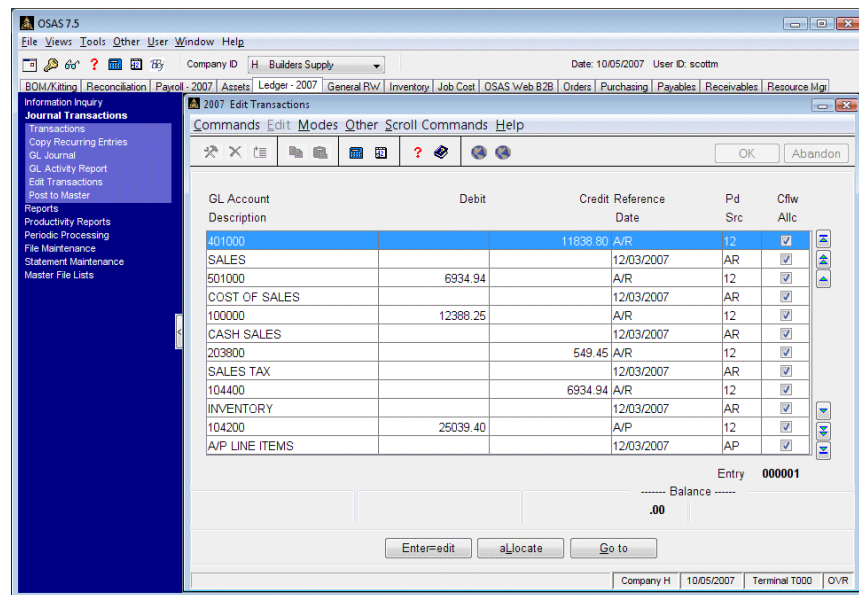 OSAS 7.5
File Views Tools Other User Window Help
Company ID H Builders Supply Date: 10/05/2007 User ID: scottm
BOM/Kitting Reconciliation Payroll - 2007 Assets Ledger - 2007 General RW Inventory Job Cost OSAS Web B2B Orders Purchasing Payables Receivables Resource Mgr
Information Inquiry
Journal Transactions
Transactions
Copy Recurring Entries
GL Journal
GL Activity Report
Edit Transactions
Post to Master
Reports
Productivity Reports
Periodic Processing
File Maintenance
Statement Maintenance
Master File Lists
2007 Edit Transactions
Commands Edit Modes Other Scroll Commands Help
OK Abandon
GL Account Debit Credit Reference Pd Cflw
Description Date Src Allc
401000 11838.80 A/R 12
SALES 12/03/2007 AR
501000 6934.94 A/R 12
COST OF SALES 12/03/2007 AR
100000 12388.25 A/R 12
CASH SALES 12/03/2007 AR
203800 549.45 A/R 12
SALES TAX 12/03/2007 AR
104400 6934.94 A/R 12
INVENTORY 12/03/2007 AR
104200 25039.40 A/P 12
A/P LINE ITEMS 12/03/2007 AP
Entry 000001
------- Balance ------
.00
Enter=edit aLlocate Go to
Company H 10/05/2007 Terminal T000 OVR